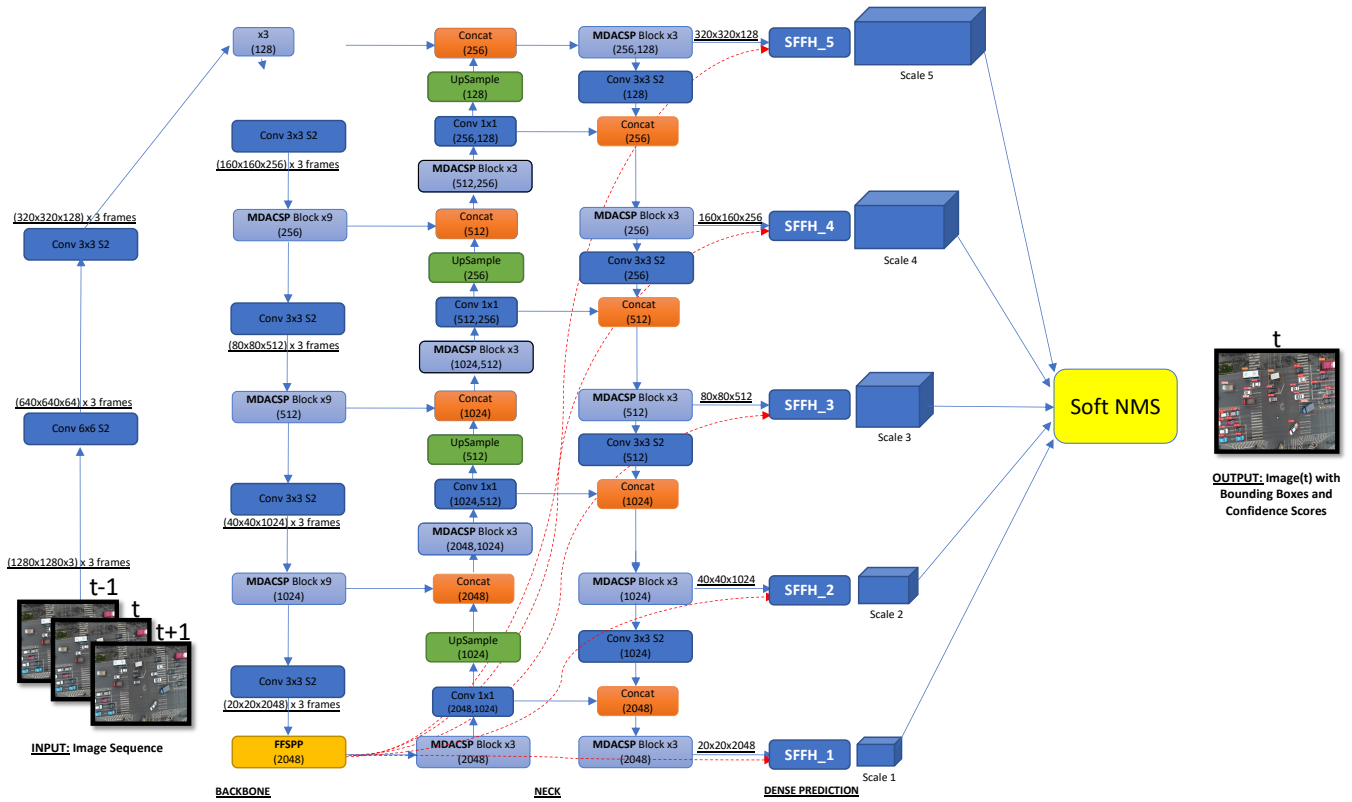 x3
(128)
(320x320x128) x 3 frames
Conv 3x3 S2
(640x640x64) x 3 frames
Conv 6x6 S2
(1280x1280x3) x 3 frames
t-1
t
t+1
INPUT: Image Sequence
Conv 3x3 S2
(160x160x256) x 3 frames
MDACSP Block x9
(256)
Conv 3x3 S2
(80x80x512) x 3 frames
MDACSP Block x9
(512)
Conv 3x3 S2
(40x40x1024) x 3 frames
MDACSP Block x9
(1024)
Conv 3x3 S2
(20x20x2048) x 3 frames
FFSPP
(2048)
BACKBONE
Concat
(256)
UpSample
(128)
Conv 1x1
(256,128)
MDACSP Block x3
(512,256)
Concat
(512)
UpSample
(256)
Conv 1x1
(512,256)
MDACSP Block x3
(1024,512)
Concat
(1024)
UpSample
(512)
Conv 1x1
(1024,512)
MDACSP Block x3
(2048,1024)
Concat
(2048)
UpSample
(1024)
Conv 1x1
(2048,1024)
MDACSP Block x3
(2048)
NECK
MDACSP Block x3
(256,128)
Conv 3x3 S2
(128)
Concat
(256)
MDACSP Block x3
(256)
Conv 3x3 S2
(256)
Concat
(512)
MDACSP Block x3
(512)
Conv 3x3 S2
(512)
Concat
(1024)
MDACSP Block x3
(1024)
Conv 3x3 S2
(1024)
Concat
(2048)
MDACSP Block x3
(2048)
320x320x128
SFFH_5
Scale 5
160x160x256
SFFH_4
Scale 4
80x80x512
SFFH_3
Scale 3
40x40x1024
SFFH_2
Scale 2
20x20x2048
SFFH_1
Scale 1
DENSE PREDICTION
Soft NMS
t
OUTPUT: Image(t) with
Bounding Boxes and
Confidence Scores